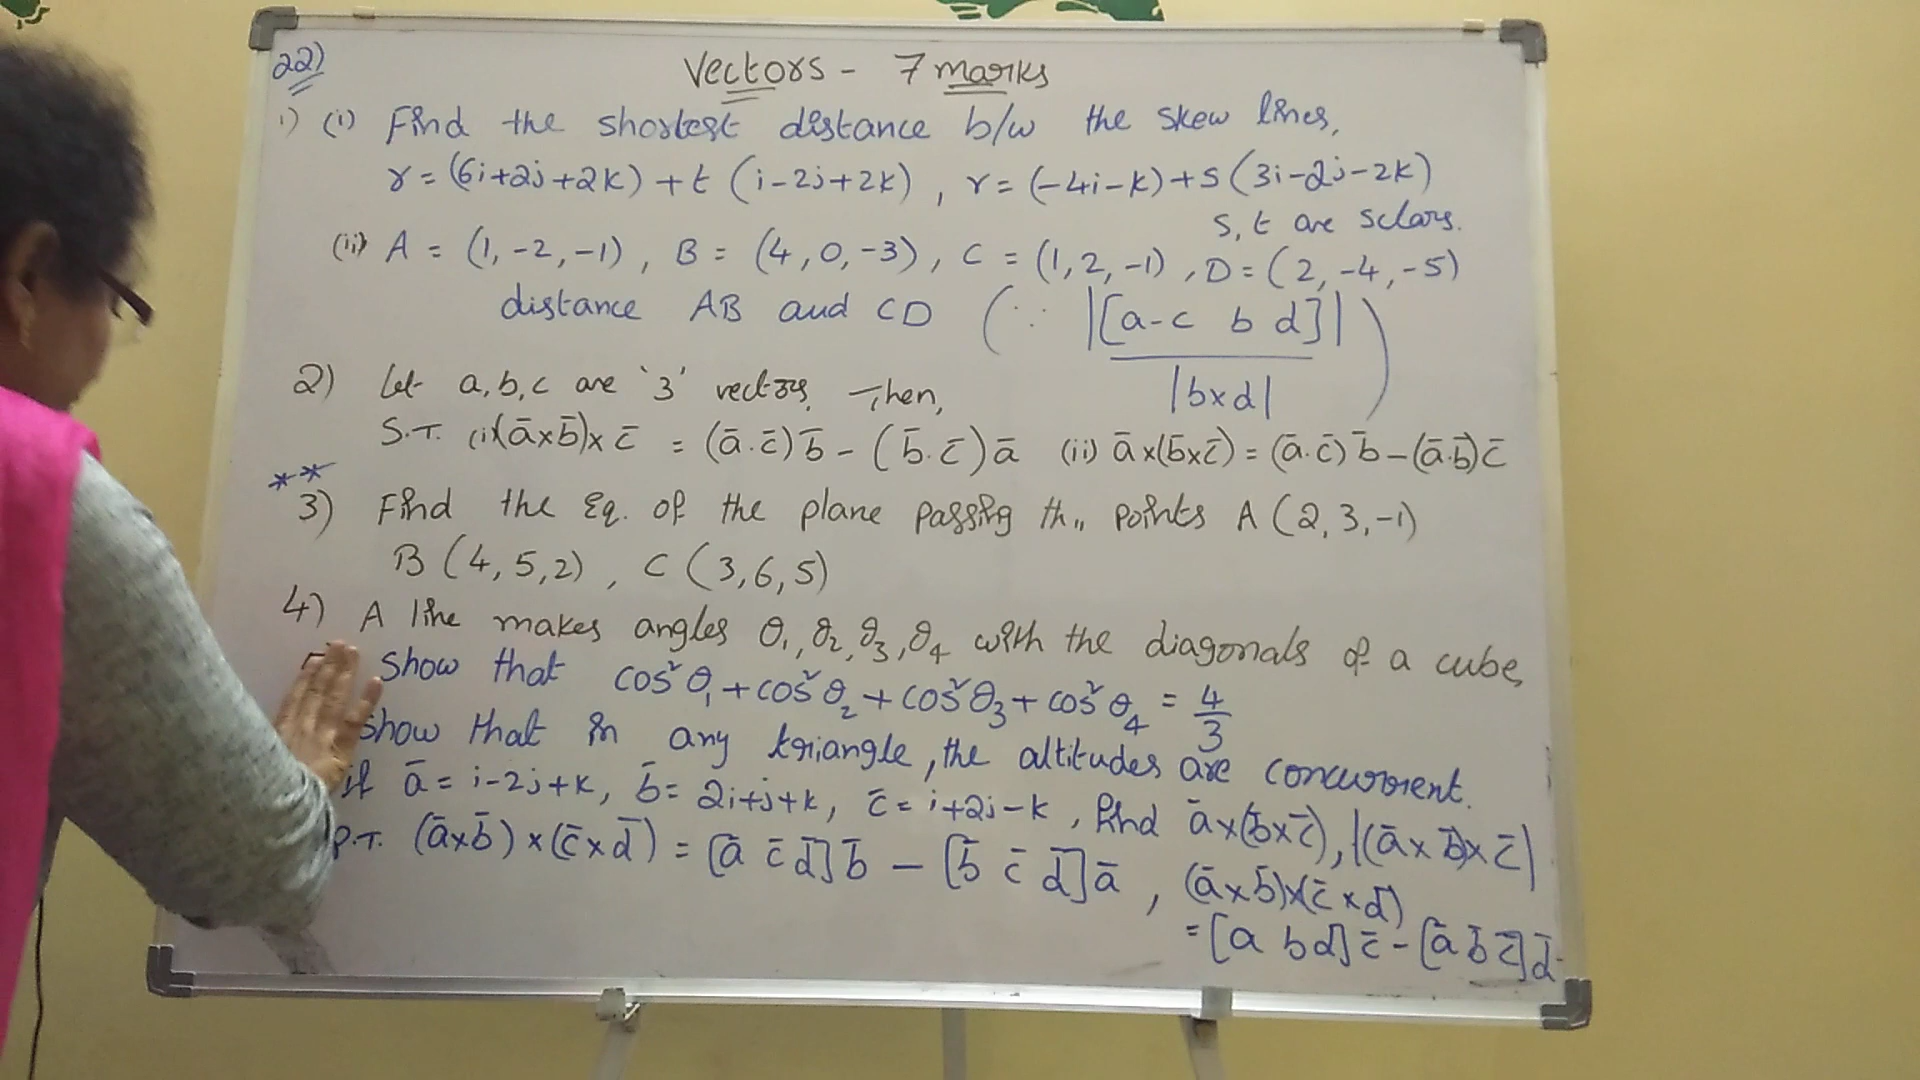 22)
Vectors - 7 marks
1) (i) Find the shortest distance b/w the skew lines,
r = (6i+2j+2k) + t (i-2j+2k) , r = (-4i-k)+s(3i-2j-2k)
s, t are sclars.
(ii) A = (1, -2, -1) , B = (4, 0, -3) , C = (1, 2, -1) , D = (2, -4, -5)
distance AB and CD ( ∵ |[a-c b d]| / |b×d| )
2) Let a, b, c are '3' vectors. Then,
S.T. (i) (a̅×b̅)×c̅ = (a̅.c̅)b̅ - (b̅.c̅)a̅ (ii) a̅×(b̅×c̅) = (a̅.c̅)b̅ - (a̅.b̅)c̅
**
3) Find the Eq. of the plane passing th,, points A (2, 3, -1)
B (4, 5, 2) , C (3, 6, 5)
4) A line makes angles θ₁, θ₂, θ₃, θ₄ with the diagonals of a cube,
show that cos²θ₁ + cos²θ₂ + cos²θ₃ + cos²θ₄ = 4/3
show that in any triangle, the altitudes are concurrent.
if a̅ = i-2j+k, b̅ = 2i+j+k, c̅ = i+2j-k, find a̅×(b̅×c̅), |(a̅×b̅)×c̅|
P.T. (a̅×b̅)×(c̅×d̅) = [a̅ c̅ d̅]b̅ - [b̅ c̅ d̅]a̅ , (a̅×b̅)×(c̅×d̅)
= [a b d]c̅ - [a̅ b̅ c̅]d̅